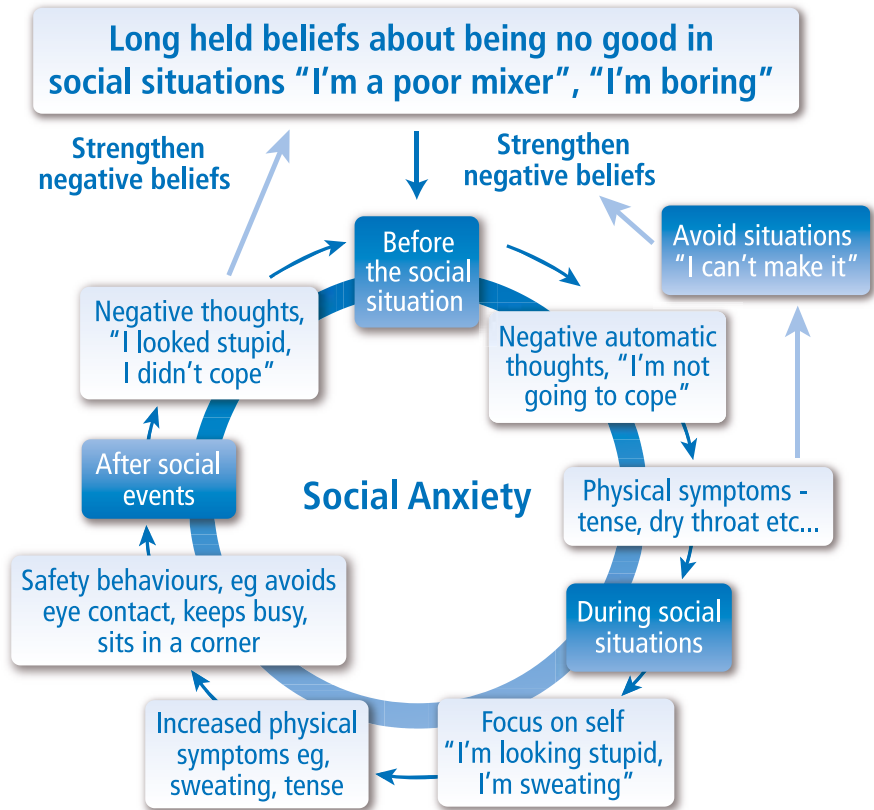 Long held beliefs about being no good in
social situations “I’m a poor mixer”, “I’m boring”
Strengthen
negative beliefs
Strengthen
negative beliefs
Before
the social
situation
Avoid situations
“I can’t make it”
Negative automatic
thoughts, “I’m not
going to cope”
Physical symptoms -
tense, dry throat etc...
During social
situations
Focus on self
“I’m looking stupid,
I’m sweating”
Increased physical
symptoms eg,
sweating, tense
Safety behaviours, eg avoids
eye contact, keeps busy,
sits in a corner
After social
events
Negative thoughts,
“I looked stupid,
I didn’t cope”
Social Anxiety